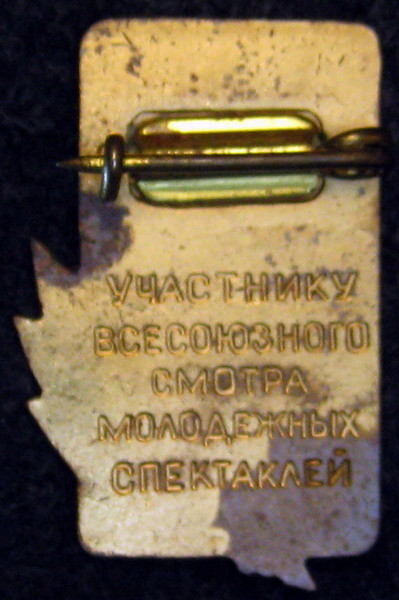 УЧАСТНИКУ
ВСЕСОЮЗНОГО
СМОТРА
МОЛОДЕЖНЫХ
СПЕКТАКЛЕЙ